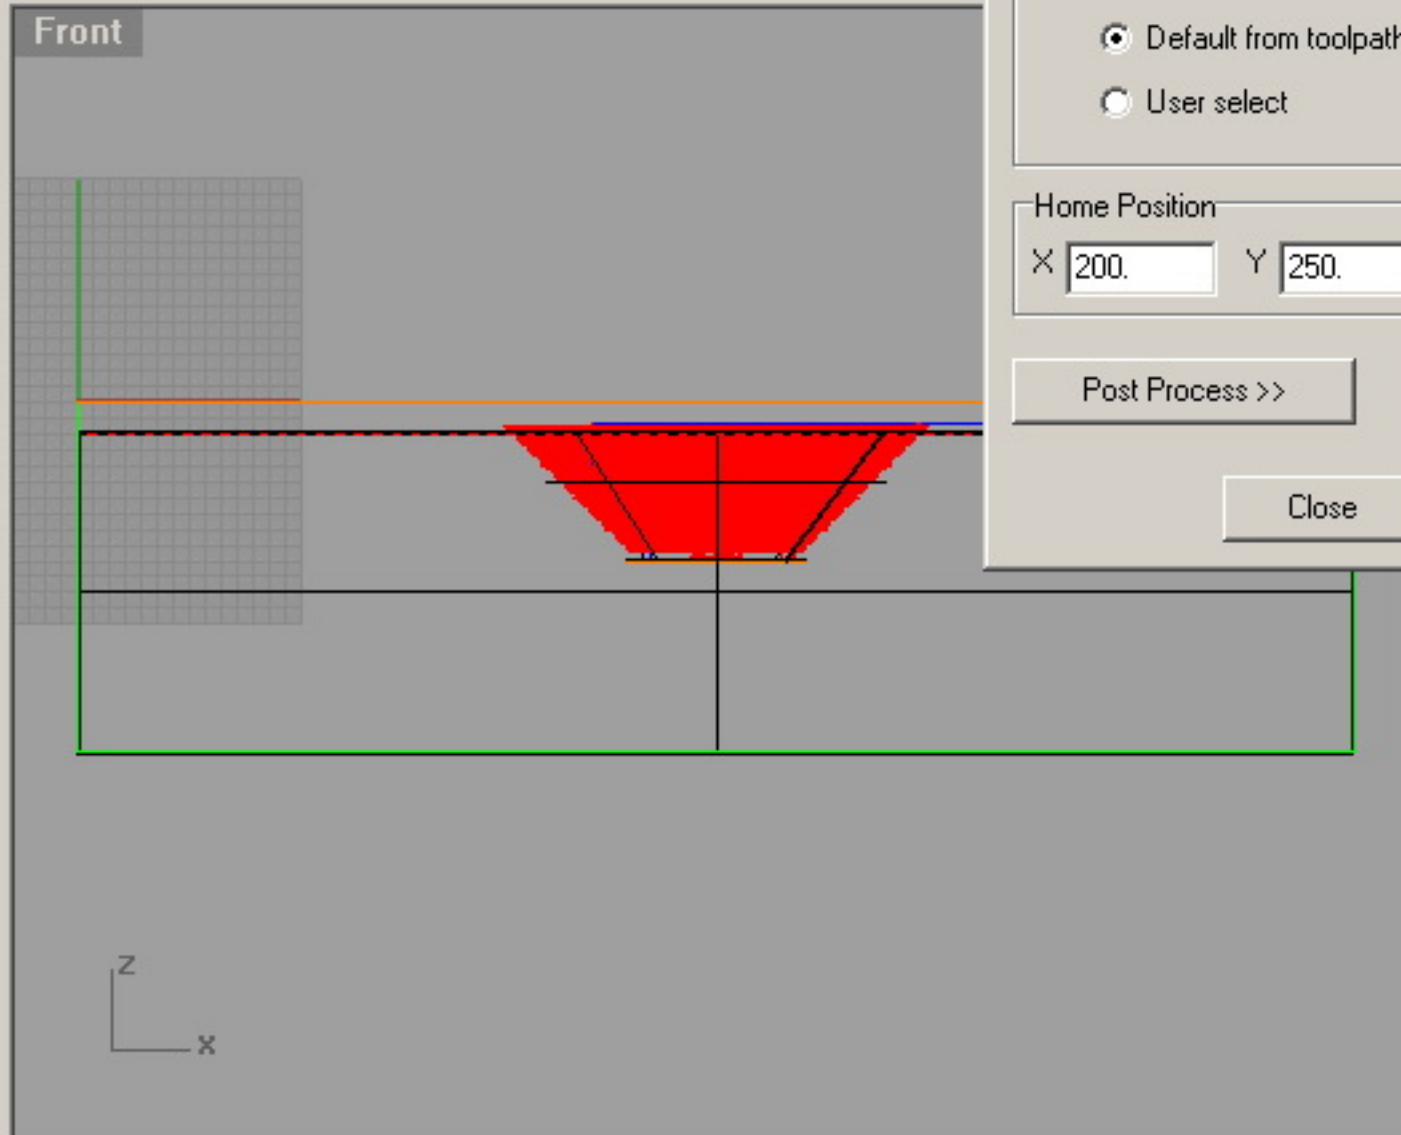 Front
Default from toolpath
User select
Home Position
X 200. Y 250.
Post Process >>
Close
z
x